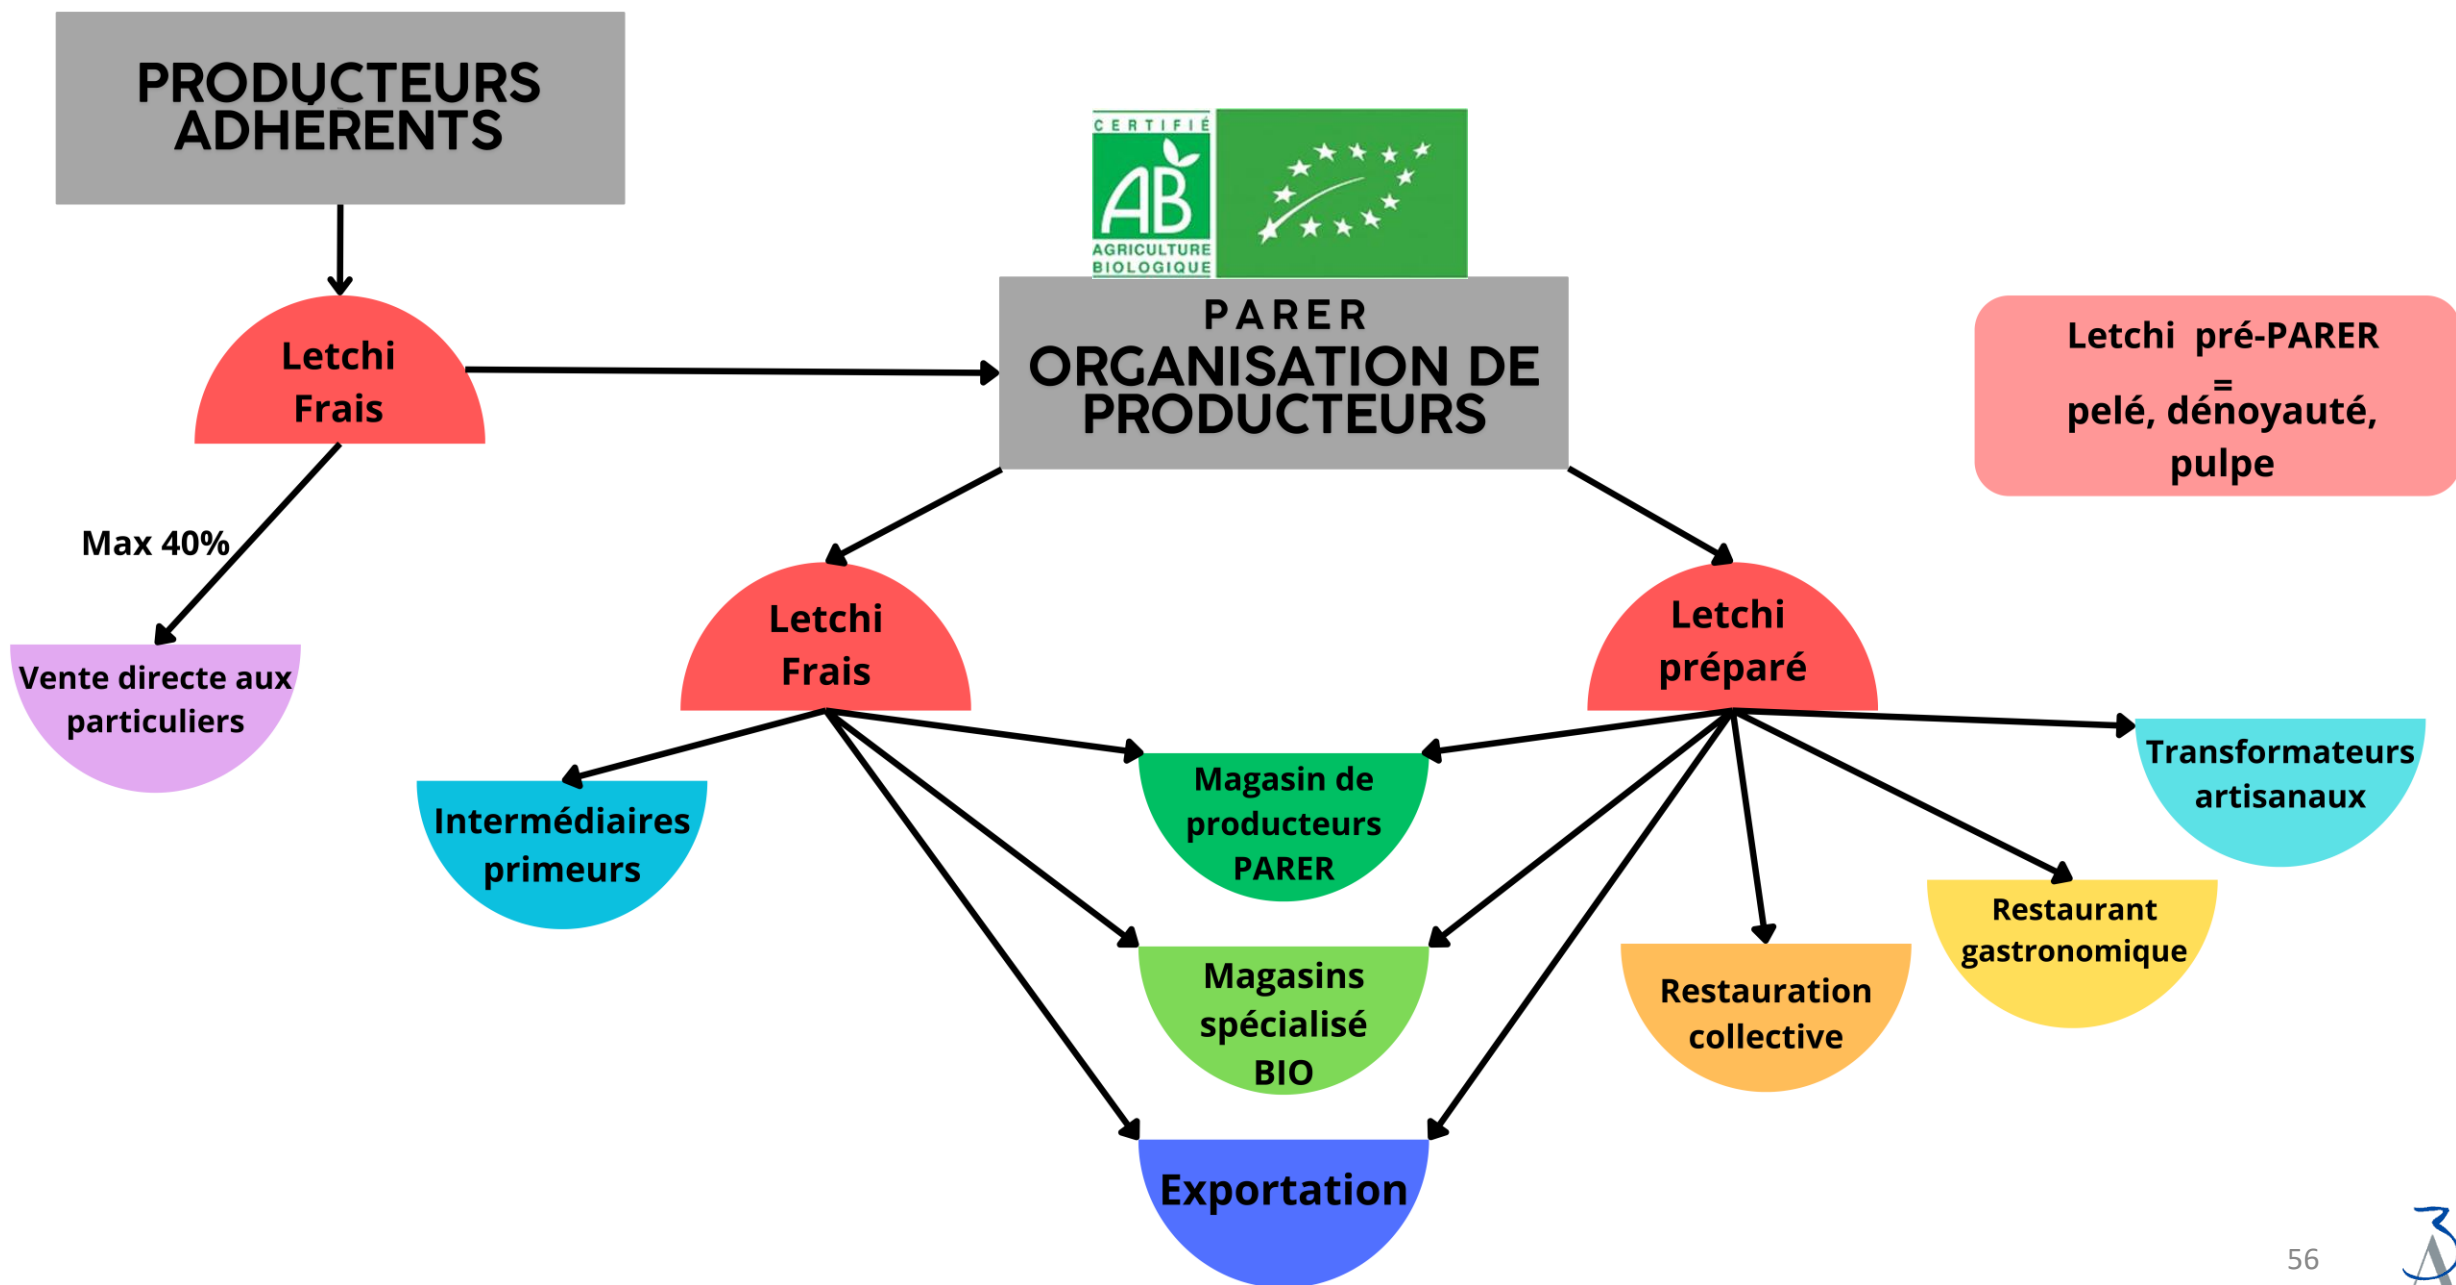 PRODUCTEURS
ADHÉRENTS
CERTIFIÉ
AB
AGRICULTURE
BIOLOGIQUE
PARER
ORGANISATION DE
PRODUCTEURS
Letchi pré-PARER
=
pelé, dénoyauté,
pulpe
Letchi
Frais
Max 40%
Vente directe aux
particuliers
Letchi
Frais
Letchi
préparé
Intermédiaires
primeurs
Magasin de
producteurs
PARER
Transformateurs
artisanaux
Restaurant
gastronomique
Magasins
spécialisé
BIO
Restauration
collective
Exportation
56
3A